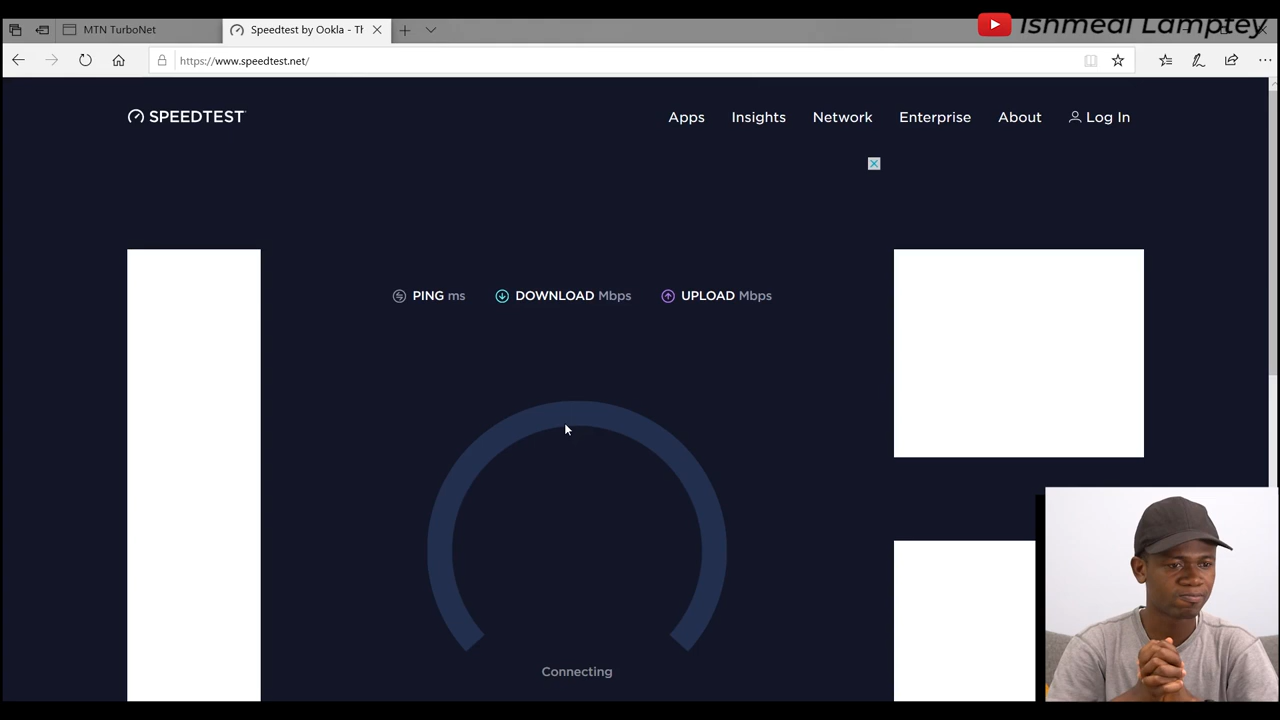 Ishmeal Lamptey
MTN TurboNet
Speedtest by Ookla - Th
https://www.speedtest.net/
SPEEDTEST
Apps Insights Network Enterprise About Log In
PING ms DOWNLOAD Mbps UPLOAD Mbps
Connecting